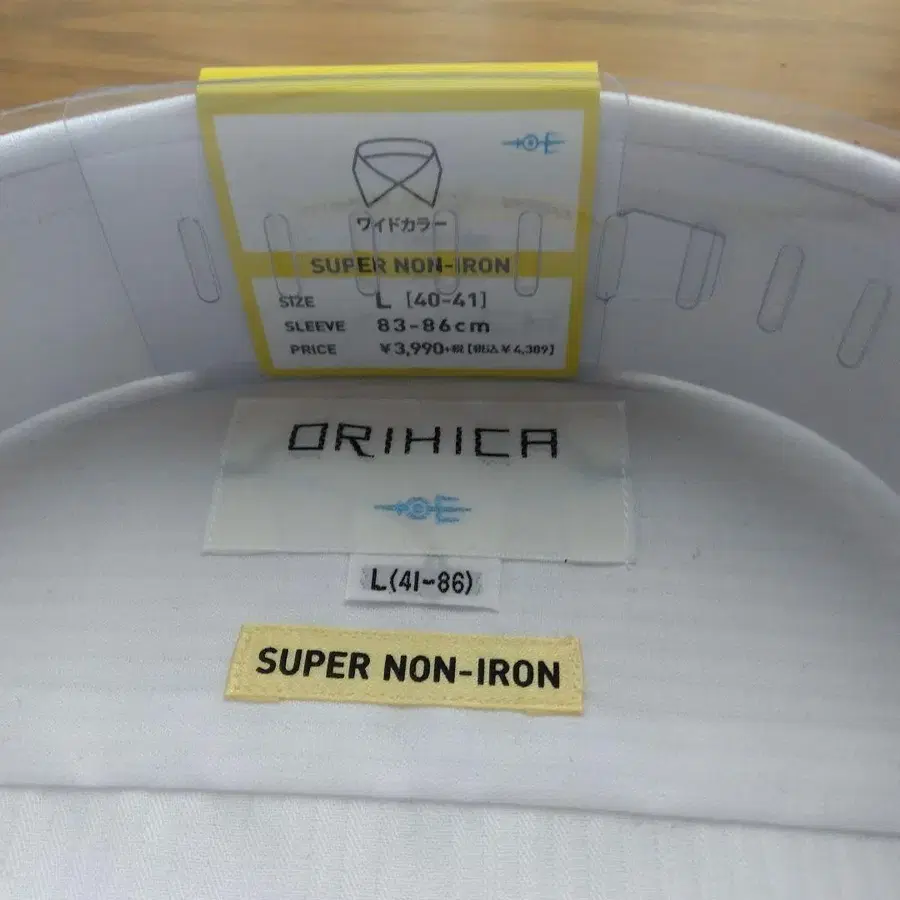 ワイドカラー
SUPER NON-IRON
SIZE L [40-41]
SLEEVE 83-86cm
PRICE ¥3,990+税 [税込¥4,389]
ORIHICA
L(41-86)
SUPER NON-IRON